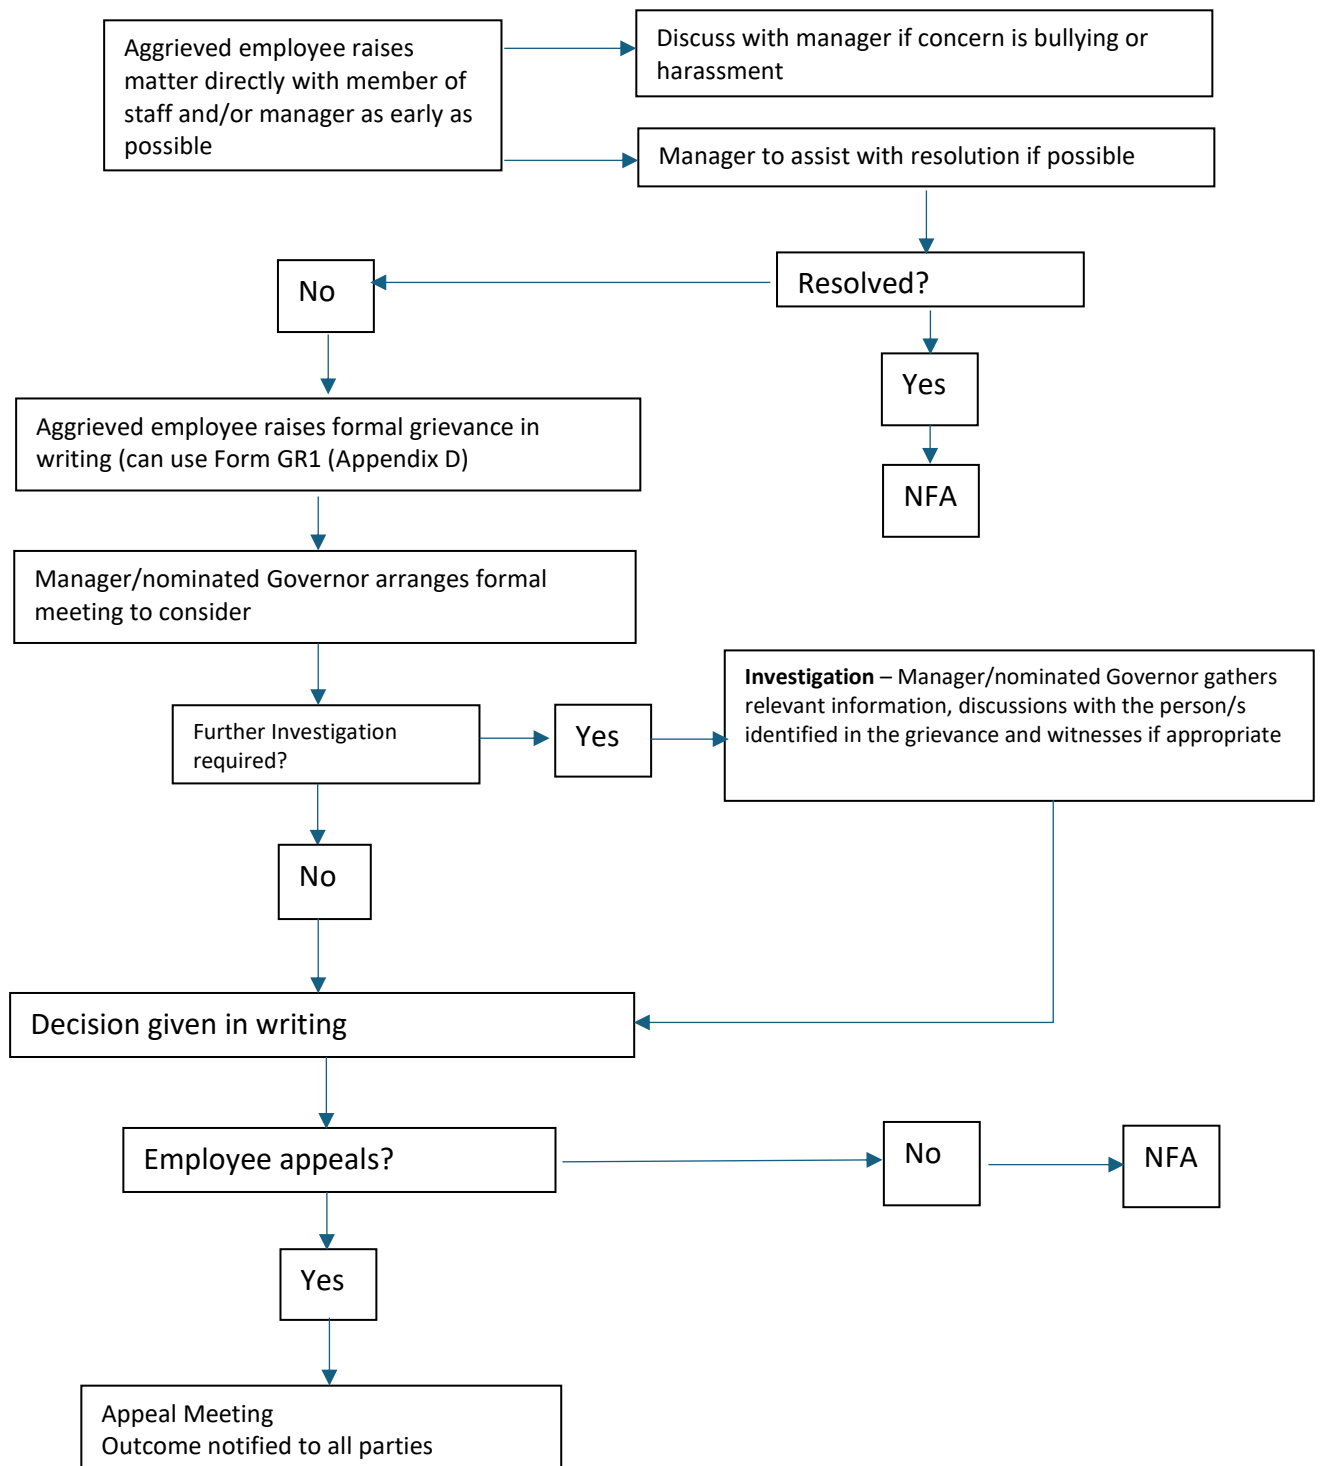 Aggrieved employee raises
matter directly with member of
staff and/or manager as early as
possible
Discuss with manager if concern is bullying or
harassment
Manager to assist with resolution if possible
Resolved?
No
Yes
NFA
Aggrieved employee raises formal grievance in
writing (can use Form GR1 (Appendix D)
Manager/nominated Governor arranges formal
meeting to consider
Further Investigation
required?
Yes
Investigation – Manager/nominated Governor gathers
relevant information, discussions with the person/s
identified in the grievance and witnesses if appropriate
No
Decision given in writing
Employee appeals?
No
NFA
Yes
Appeal Meeting
Outcome notified to all parties